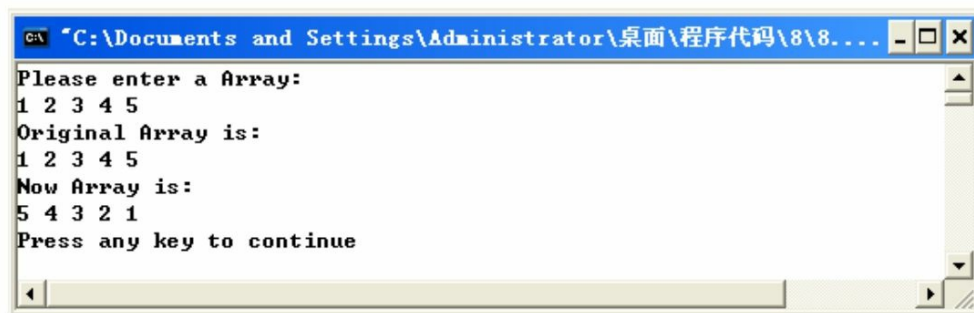 "C:\Documents and Settings\Administrator\桌面\程序代码\8\8....
Please enter a Array:
1 2 3 4 5
Original Array is:
1 2 3 4 5
Now Array is:
5 4 3 2 1
Press any key to continue